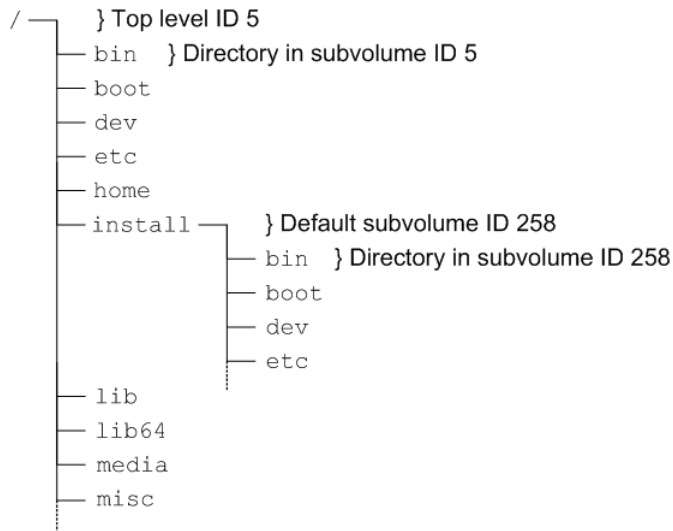 / } Top level ID 5
bin } Directory in subvolume ID 5
boot
dev
etc
home
install } Default subvolume ID 258
bin } Directory in subvolume ID 258
boot
dev
etc
lib
lib64
media
misc